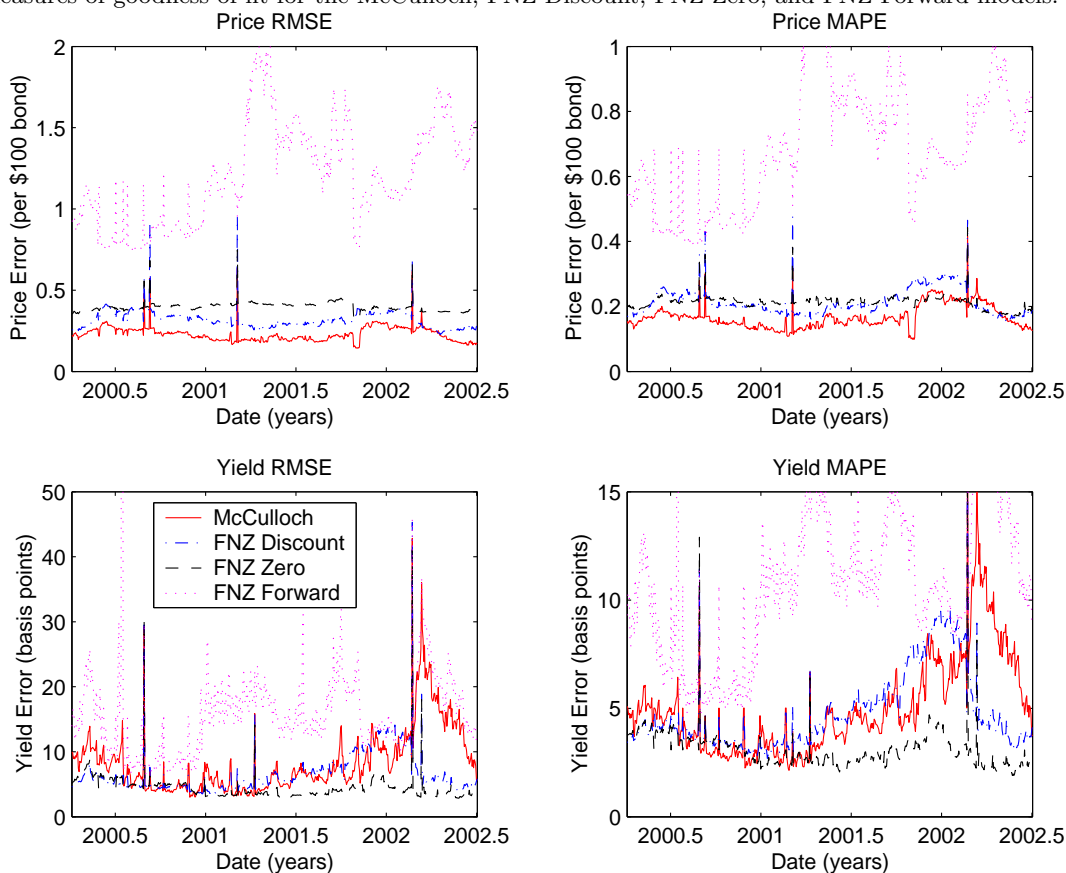 easures of goodness of fit for the McCulloch, FNZ Discount, FNZ Zero, and FNZ Forward models.
Price RMSE
Price Error (per $100 bond)
2
1.5
1
0.5
0
2000.5 2001 2001.5 2002 2002.5
Date (years)
Price MAPE
Price Error (per $100 bond)
1
0.8
0.6
0.4
0.2
0
2000.5 2001 2001.5 2002 2002.5
Date (years)
Yield RMSE
Yield Error (basis points)
50
40
30
20
10
0
McCulloch
FNZ Discount
FNZ Zero
FNZ Forward
2000.5 2001 2001.5 2002 2002.5
Date (years)
Yield MAPE
Yield Error (basis points)
15
10
5
0
2000.5 2001 2001.5 2002 2002.5
Date (years)